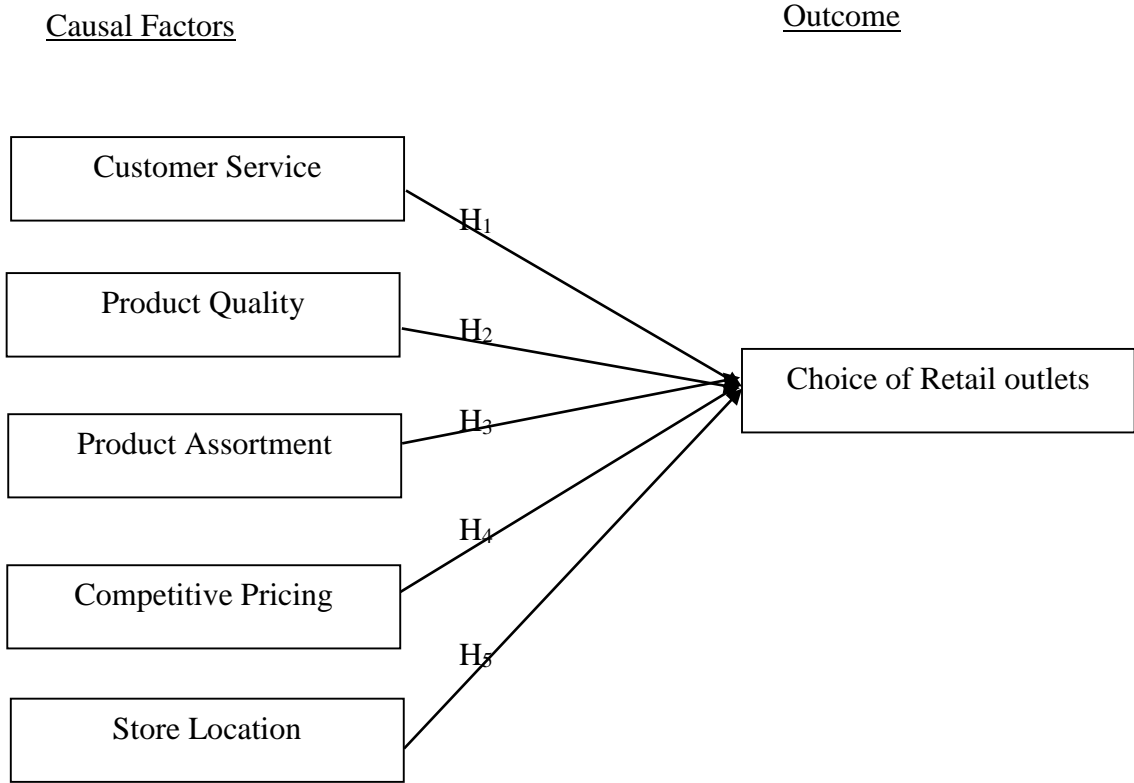 Causal Factors
Outcome
Customer Service
H1
Product Quality
H2
Choice of Retail outlets
Product Assortment
H3
H4
Competitive Pricing
H5
Store Location